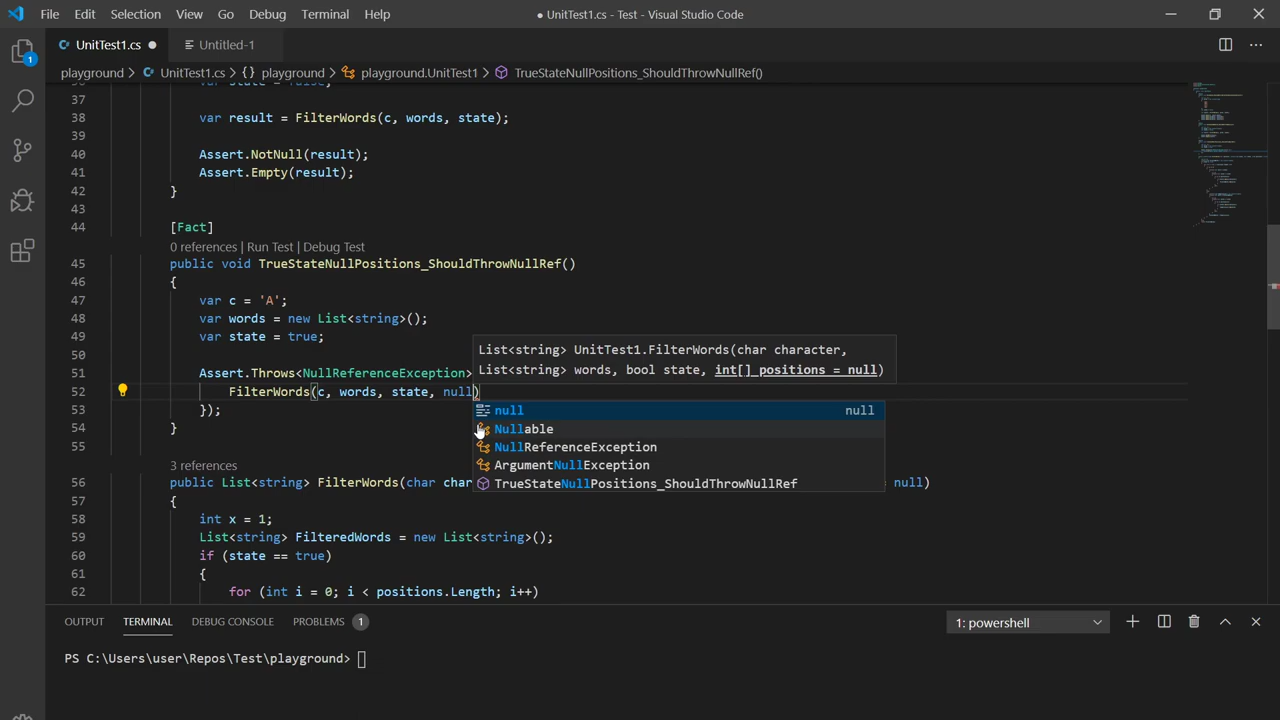 File Edit Selection View Go Debug Terminal Help
● UnitTest1.cs - Test - Visual Studio Code
UnitTest1.cs ●
Untitled-1
1
playground > UnitTest1.cs > {} playground > playground.UnitTest1 > TrueStateNullPositions_ShouldThrowNullRef()
36 var state = false;
37
38 var result = FilterWords(c, words, state);
39
40 Assert.NotNull(result);
41 Assert.Empty(result);
42 }
43
44 [Fact]
0 references | Run Test | Debug Test
45 public void TrueStateNullPositions_ShouldThrowNullRef()
46 {
47 var c = 'A';
48 var words = new List<string>();
49 var state = true;
50
51 Assert.Throws<NullReferenceException>
52 FilterWords(c, words, state, null)
53 });
54 }
55
List<string> UnitTest1.FilterWords(char character,
List<string> words, bool state, int[] positions = null)
null null
Nullable
NullReferenceException
ArgumentNullException
TrueStateNullPositions_ShouldThrowNullRef
3 references
56 public List<string> FilterWords(char char null)
57 {
58 int x = 1;
59 List<string> FilteredWords = new List<string>();
60 if (state == true)
61 {
62 for (int i = 0; i < positions.Length; i++)
OUTPUT TERMINAL DEBUG CONSOLE PROBLEMS 1
1: powershell
PS C:\Users\user\Repos\Test\playground>